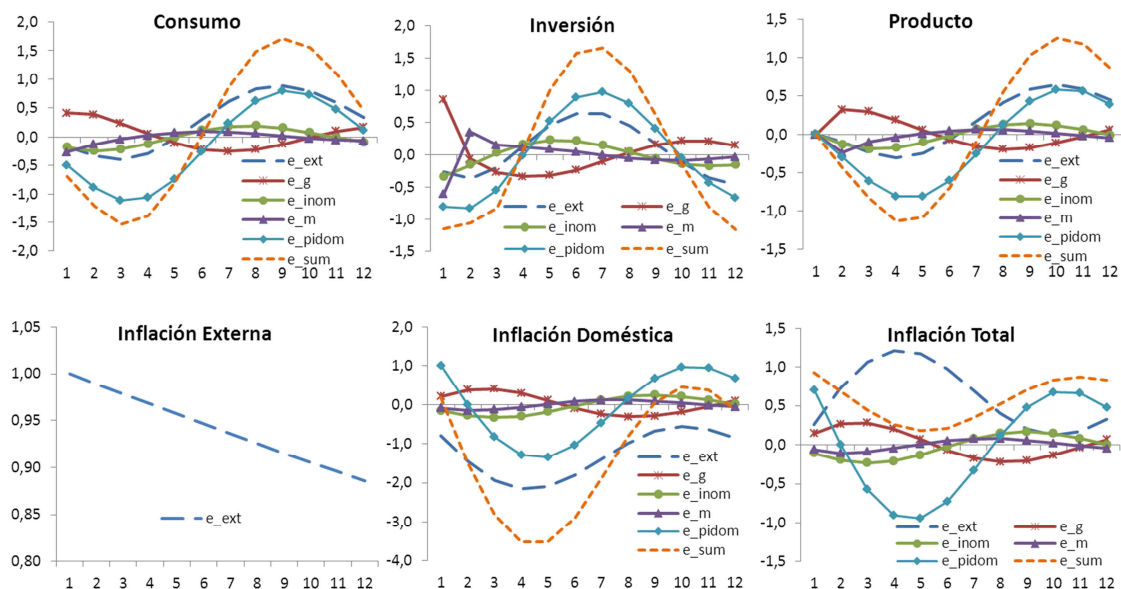 Consumo
2,0
1,5
1,0
0,5
0,0
-0,5
-1,0
-1,5
-2,0
e_ext
e_g
e_inom
e_m
e_pidom
e_sum
1 2 3 4 5 6 7 8 9 10 11 12
Inversión
2,0
1,5
1,0
0,5
0,0
-0,5
-1,0
-1,5
e_ext e_g
e_inom e_m
e_pidom e_sum
1 2 3 4 5 6 7 8 9 10 11 12
Producto
1,5
1,0
0,5
0,0
-0,5
-1,0
-1,5
e_ext
e_g
e_inom
e_m
e_pidom
e_sum
1 2 3 4 5 6 7 8 9 10 11 12
Inflación Externa
1,05
1,00
0,95
0,90
0,85
0,80
e_ext
1 2 3 4 5 6 7 8 9 10 11 12
Inflación Doméstica
2,0
1,0
0,0
-1,0
-2,0
-3,0
-4,0
e_ext
e_g
e_inom
e_m
e_pidom
e_sum
1 2 3 4 5 6 7 8 9 10 11 12
Inflación Total
1,5
1,0
0,5
0,0
-0,5
-1,0
-1,5
e_ext e_g
e_inom e_m
e_pidom e_sum
1 2 3 4 5 6 7 8 9 10 11 12